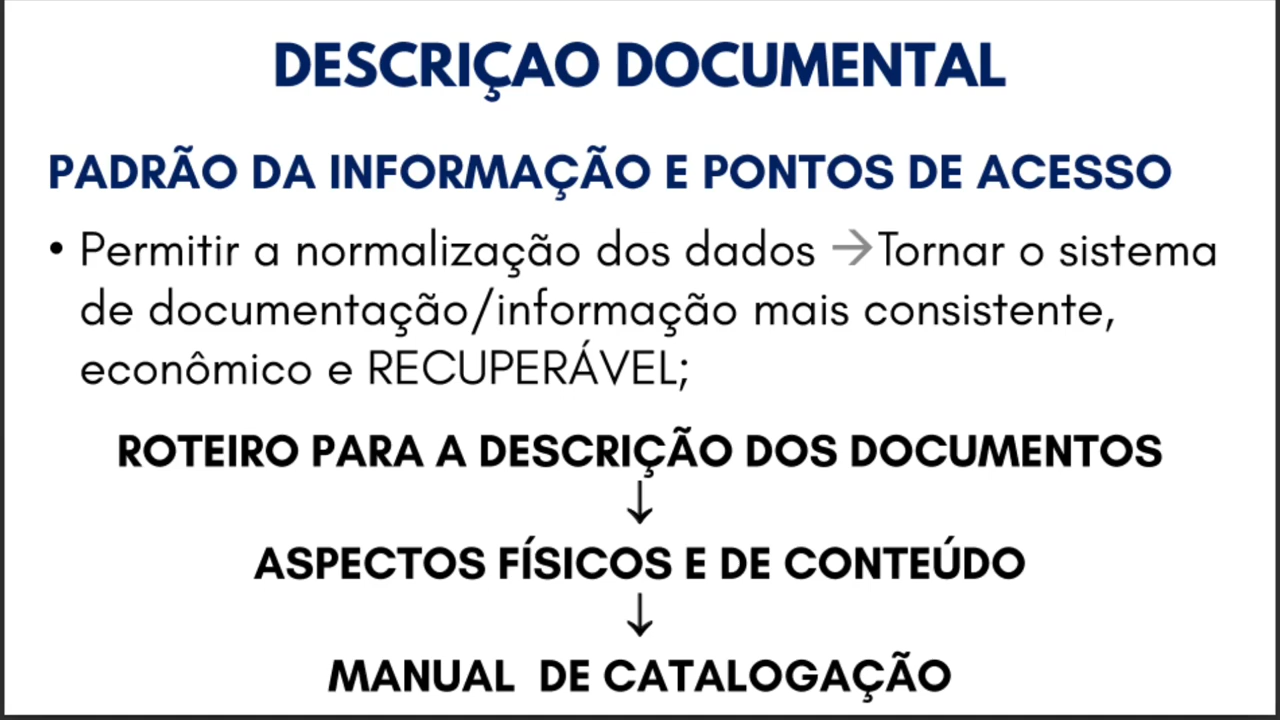 DESCRIÇAO DOCUMENTAL
PADRÃO DA INFORMAÇÃO E PONTOS DE ACESSO
• Permitir a normalização dos dados →Tornar o sistema
de documentação/informação mais consistente,
econômico e RECUPERÁVEL;
ROTEIRO PARA A DESCRIÇÃO DOS DOCUMENTOS
↓
ASPECTOS FÍSICOS E DE CONTEÚDO
↓
MANUAL DE CATALOGAÇÃO